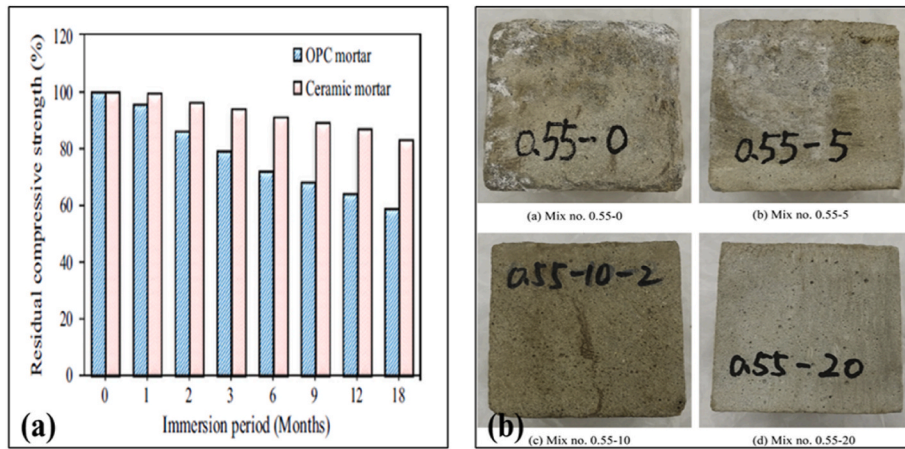 120
100
80
60
40
20
0
Residual compressive strength (%)
OPC mortar
Ceramic mortar
0 1 2 3 6 9 12 18
Immersion period (Months)
(a)
0.55-0
(a) Mix no. 0.55-0
0.55-5
(b) Mix no. 0.55-5
0.55-10-2
(c) Mix no. 0.55-10
0.55-20
(d) Mix no. 0.55-20
(b)